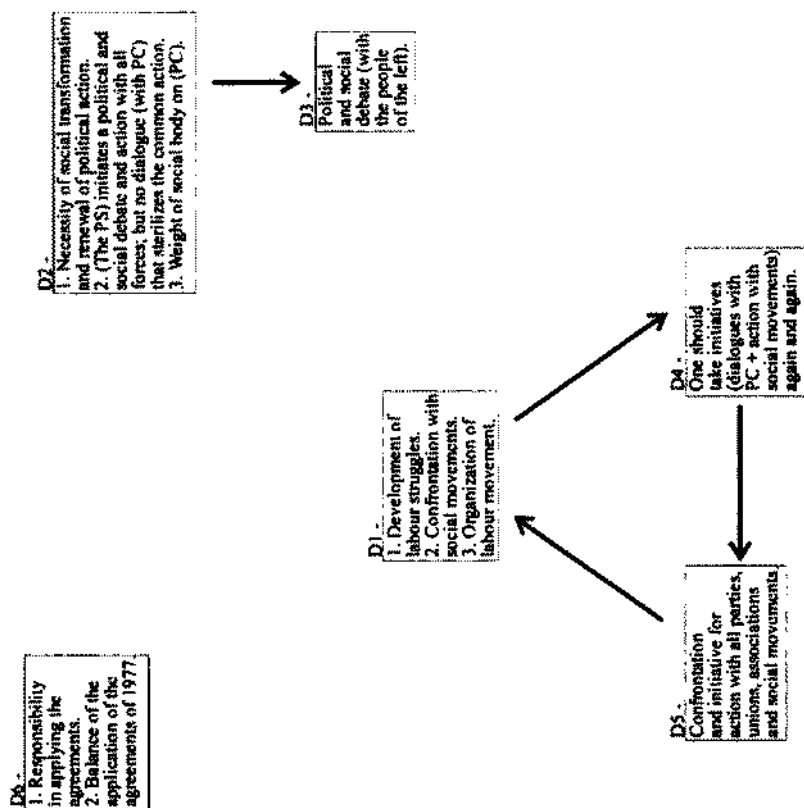 D6 -
1. Responsibility
in applying the
agreements.
2. Balance of the
application of the
agreements of 1977.
D2 -
1. Necessity of social transformation
and renewal of political action.
2. (The PS) initiates a political and
social debate and action with all
forces; but no dialogue (with PC)
that sterilizes the common action.
3. Weight of social body on (PC).
D3 -
Political
and social
debate (with
the people
of the left).
D1 -
1. Development of
labour struggles.
2. Confrontation with
social movements.
3. Organization of
labour movement.
D5 -
Confrontation
and initiative for
action with all parties,
unions, associations
and social movements
D4 -
One should
take initiatives
(dialogues with
PC + action with
social movements)
again and again.